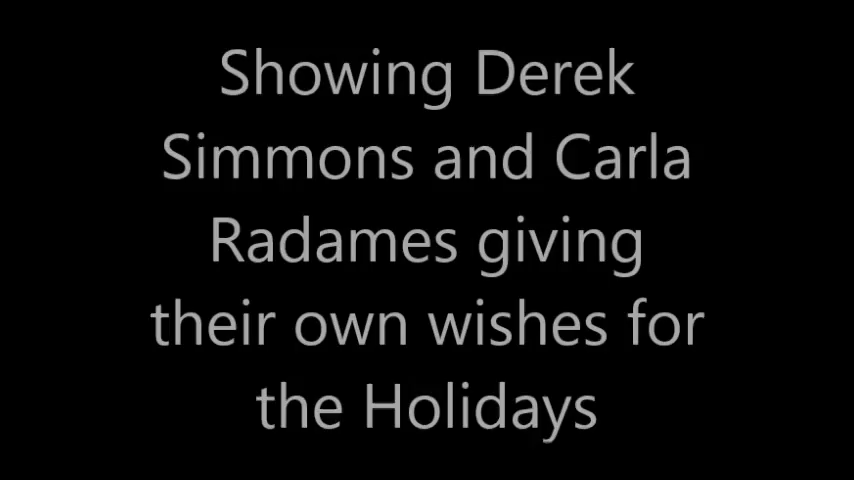 Showing Derek
Simmons and Carla
Radames giving
their own wishes for
the Holidays